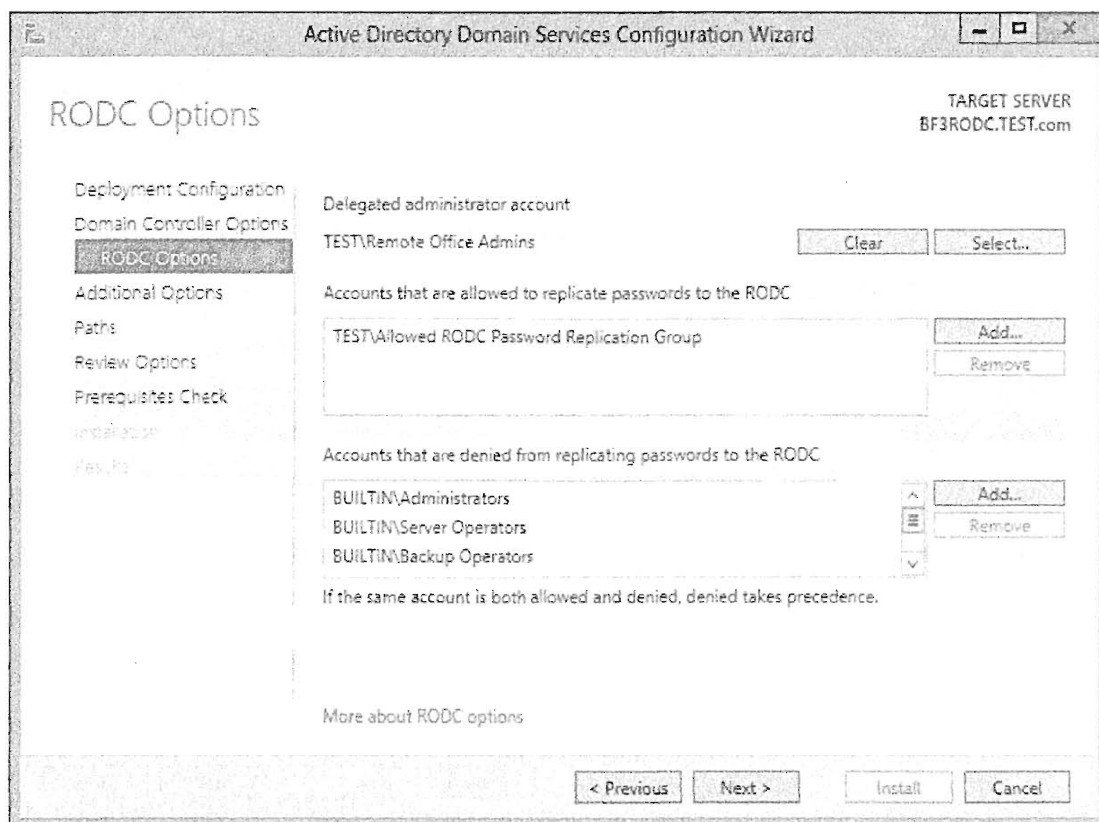 Active Directory Domain Services Configuration Wizard
RODC Options
TARGET SERVER
BF3RODC.TEST.com
Deployment Configuration
Domain Controller Options
RODC Options
Additional Options
Paths
Review Options
Prerequisites Check
Installation
Results
Delegated administrator account
TEST\Remote Office Admins
Clear
Select...
Accounts that are allowed to replicate passwords to the RODC
TEST\Allowed RODC Password Replication Group
Add...
Remove
Accounts that are denied from replicating passwords to the RODC
BUILTIN\Administrators
BUILTIN\Server Operators
BUILTIN\Backup Operators
Add...
Remove
If the same account is both allowed and denied, denied takes precedence.
More about RODC options
< Previous
Next >
Install
Cancel